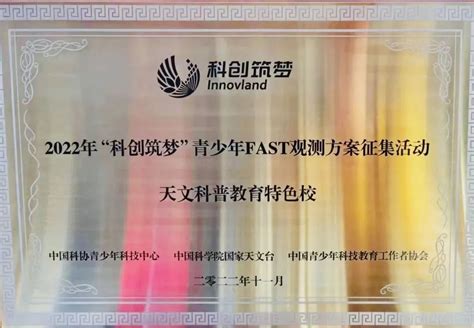 科创筑梦
Innovland
2022年“科创筑梦”青少年FAST观测方案征集活动
天文科普教育特色校
中国科协青少年科技中心 中国科学院国家天文台 中国青少年科技教育工作者协会
二〇二二年十一月